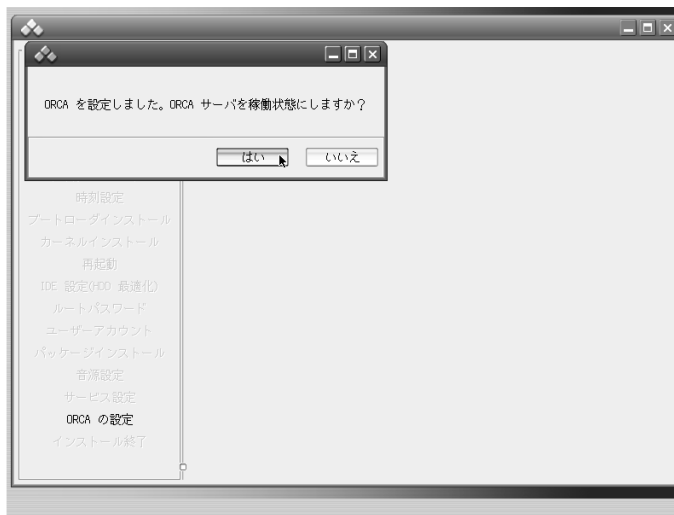 ORCA を設定しました。ORCA サーバを稼働状態にしますか？
はい
いいえ
時刻設定
ブートローダインストール
カーネルインストール
再起動
IDE 設定(HDD 最適化)
ルートパスワード
ユーザーアカウント
パッケージインストール
音源設定
サービス設定
ORCA の設定
インストール終了